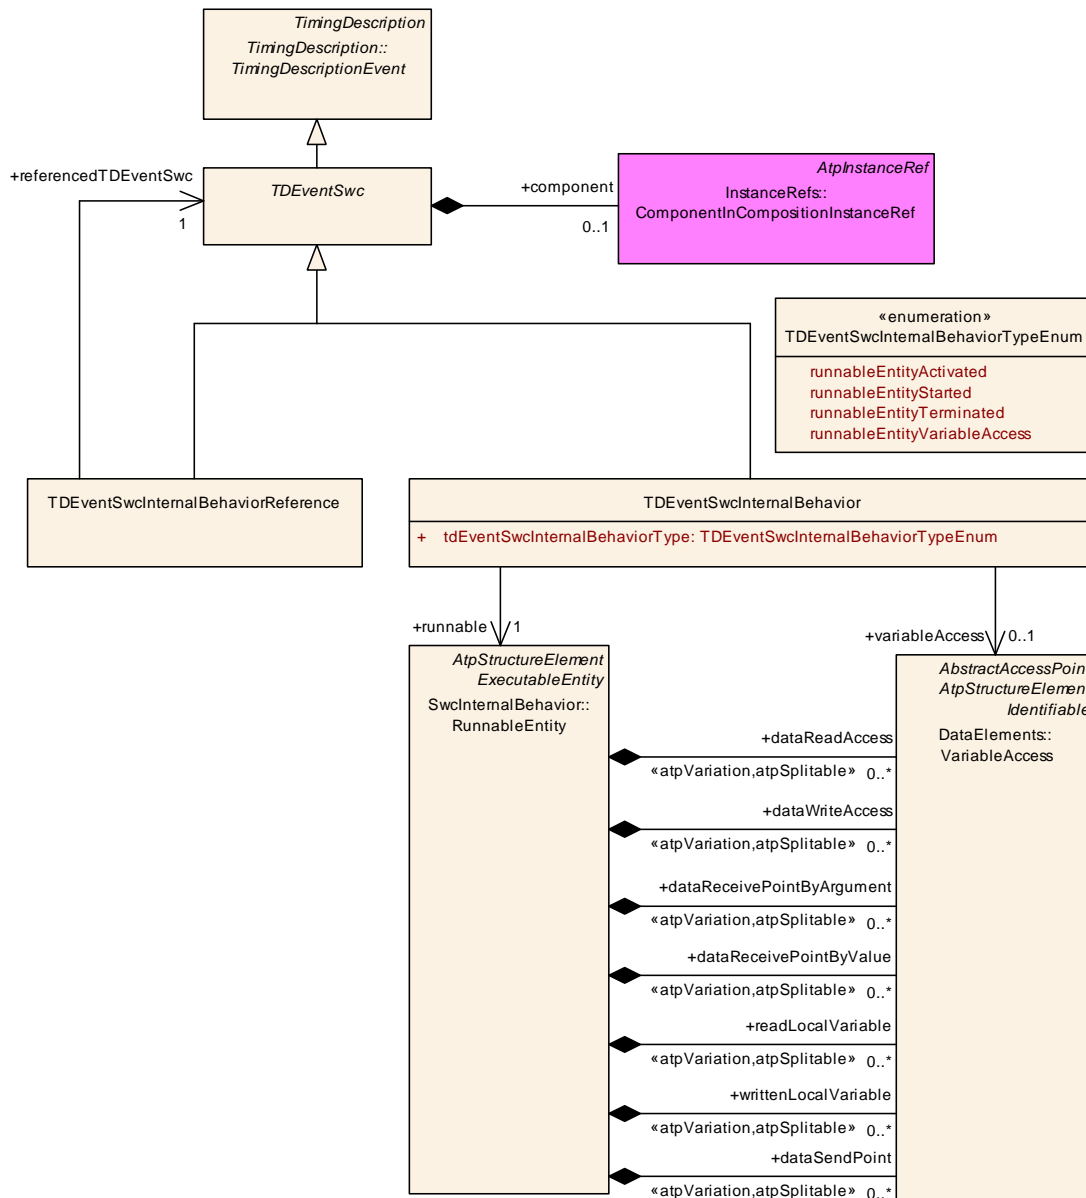 TimingDescription
TimingDescription::
TimingDescriptionEvent
+referencedTDEventSwc
1
TDEventSwc
+component
0..1
AtpInstanceRef
InstanceRefs::
ComponentInCompositionInstanceRef
«enumeration»
TDEventSwcInternalBehaviorTypeEnum
runnableEntityActivated
runnableEntityStarted
runnableEntityTerminated
runnableEntityVariableAccess
TDEventSwcInternalBehaviorReference
TDEventSwcInternalBehavior
+ tdEventSwcInternalBehaviorType: TDEventSwcInternalBehaviorTypeEnum
+runnable
1
+variableAccess
0..1
AtpStructureElement
ExecutableEntity
SwcInternalBehavior::
RunnableEntity
AbstractAccessPoin
AtpStructureElemen
Identifiable
DataElements::
VariableAccess
+dataReadAccess
«atpVariation,atpSplitable» 0..*
+dataWriteAccess
«atpVariation,atpSplitable» 0..*
+dataReceivePointByArgument
«atpVariation,atpSplitable» 0..*
+dataReceivePointByValue
«atpVariation,atpSplitable» 0..*
+readLocalVariable
«atpVariation,atpSplitable» 0..*
+writtenLocalVariable
«atpVariation,atpSplitable» 0..*
+dataSendPoint
«atpVariation,atpSplitable» 0..*